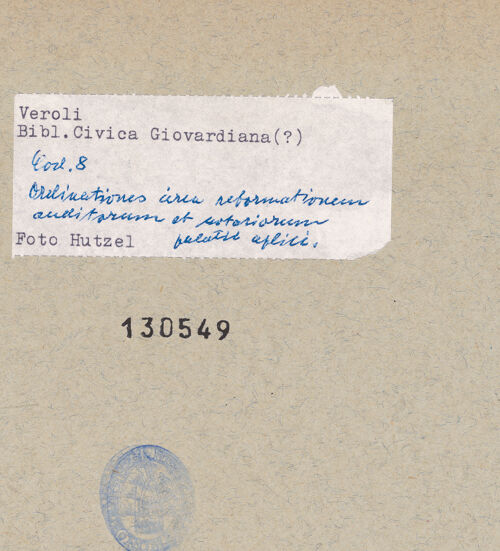 Veroli
Bibl.Civica Giovardiana(?)
Cod. 8
Ordinationes circa reformationem
auditorum et notariorum
palatii aplici.
Foto Hutzel
130549